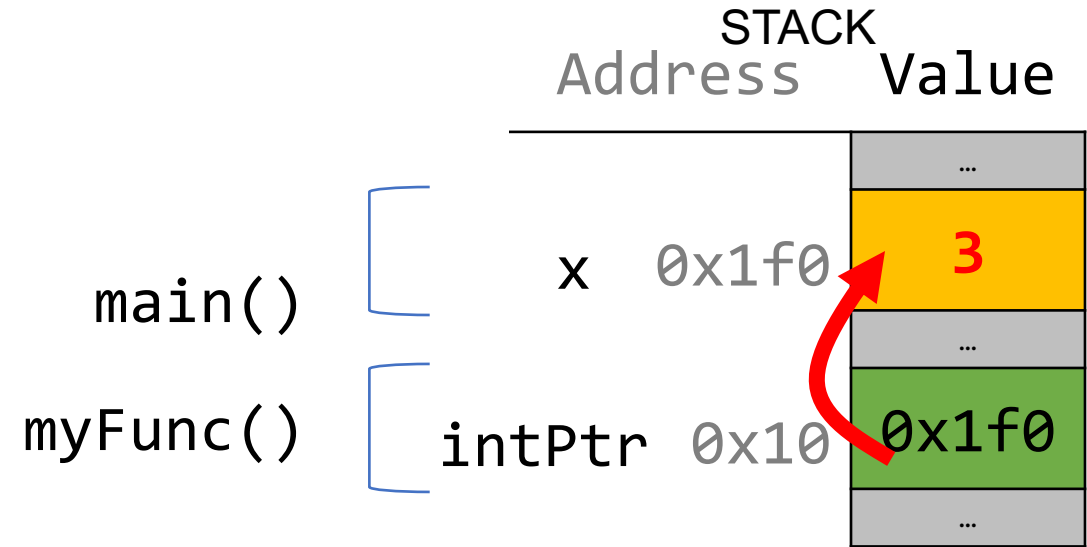 STACK
Address Value
…
main() x 0x1f0 3
…
myFunc() intPtr 0x10 0x1f0
…